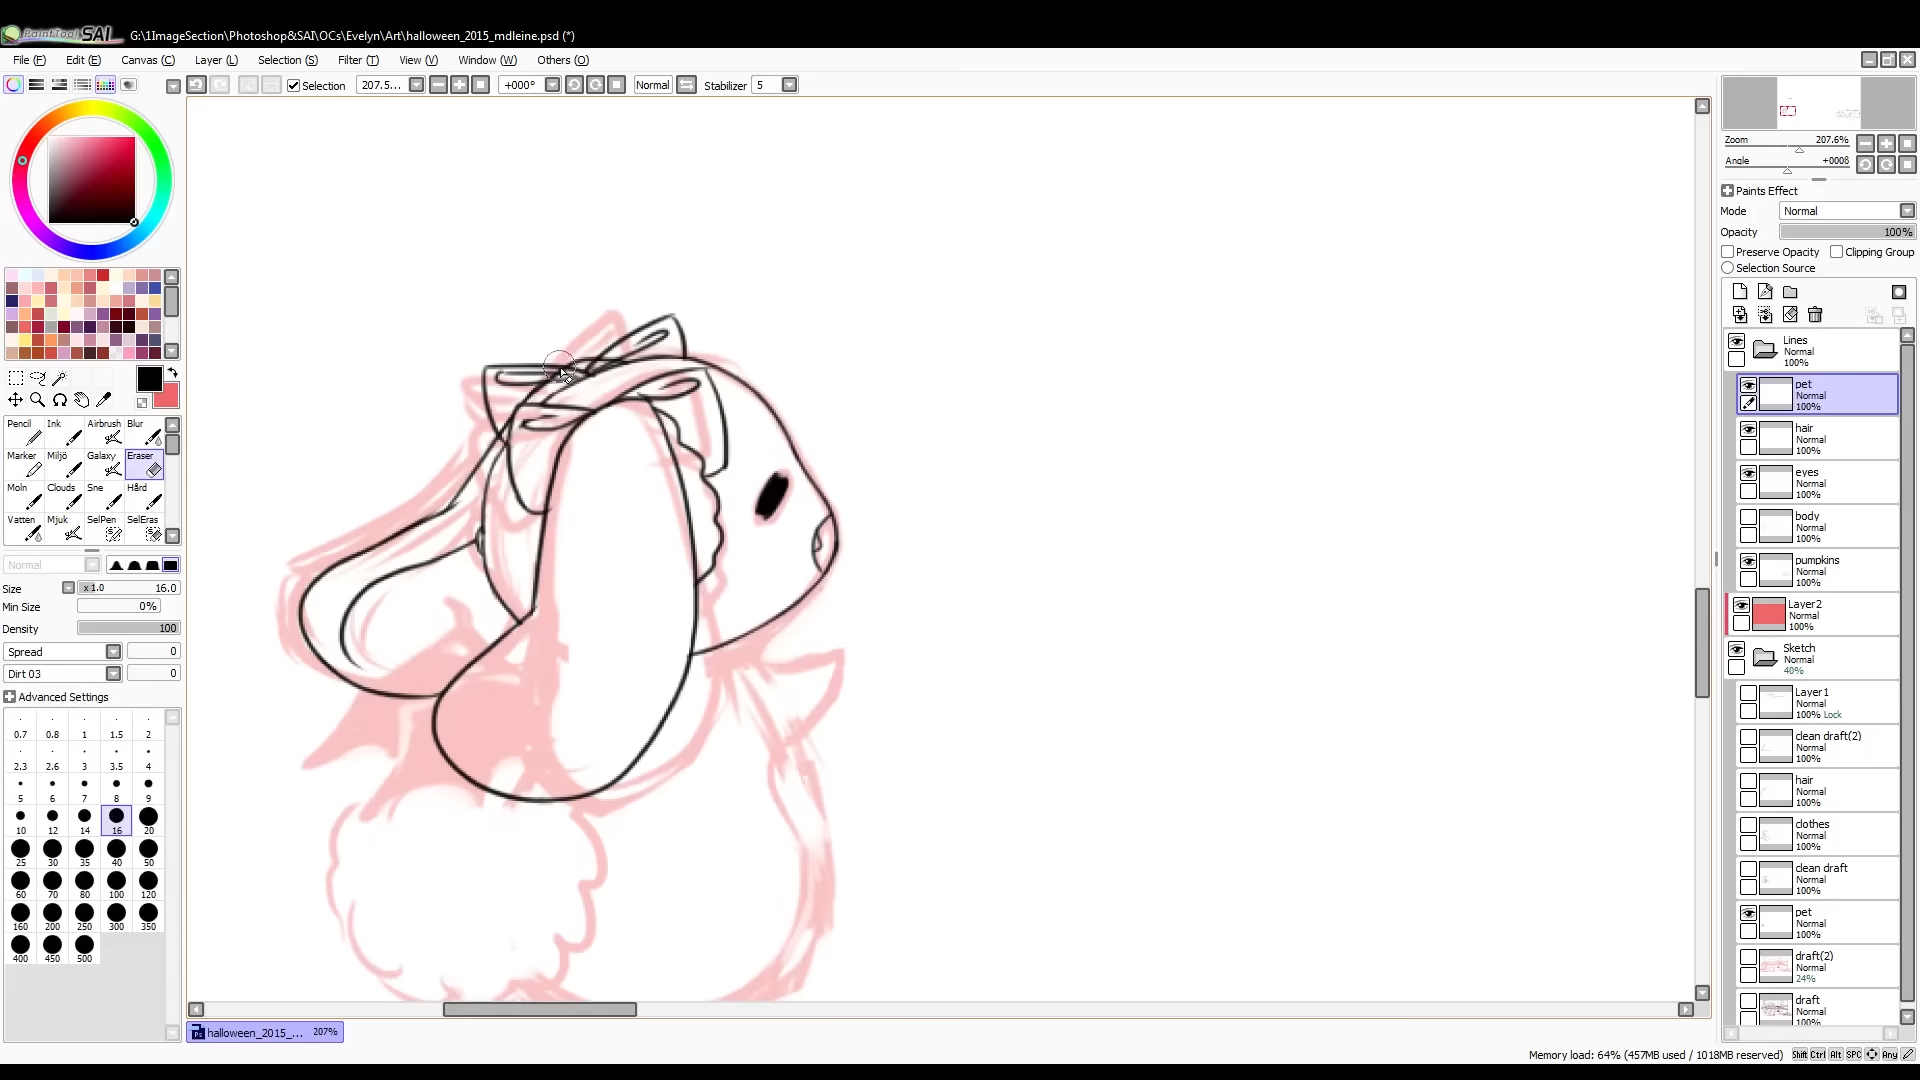 PaintTool SAI G:\1ImageSection\Photoshop&SAI\OCs\Evelyn\Art\halloween_2015_mdleine.psd (*)
File (F) Edit (E) Canvas (C) Layer (L) Selection (S) Filter (T) View (V) Window (W) Others (O)
Selection 207.5... +000° Normal Stabilizer 5
Zoom 207.6%
Angle +000ß
Paints Effect
Mode Normal
Opacity 100%
Preserve Opacity Clipping Group
Selection Source
Pencil Ink Airbrush Blur
Marker Miljö Galaxy Eraser
Moln Clouds Sne Hård
Vatten Mjuk SelPen SelEras
Normal
Size x1.0 16.0
Min Size 0%
Density 100
Spread 0
Dirt 03 0
Advanced Settings
0.7 0.8 1 1.5 2
2.3 2.6 3 3.5 4
5 6 7 8 9
10 12 14 16 20
25 30 35 40 50
60 70 80 100 120
160 200 250 300 350
400 450 500
Lines
Normal
100%
pet
Normal
100%
hair
Normal
100%
eyes
Normal
100%
body
Normal
100%
pumpkins
Normal
100%
Layer2
Normal
100%
Sketch
Normal
40%
Layer1
Normal
100% Lock
clean draft(2)
Normal
100%
hair
Normal
100%
clothes
Normal
100%
clean draft
Normal
100%
pet
Normal
100%
draft(2)
Normal
24%
draft
Normal
100%
halloween_2015_... 207%
Memory load: 64% (457MB used / 1018MB reserved) Shift Ctrl Alt SPC Any